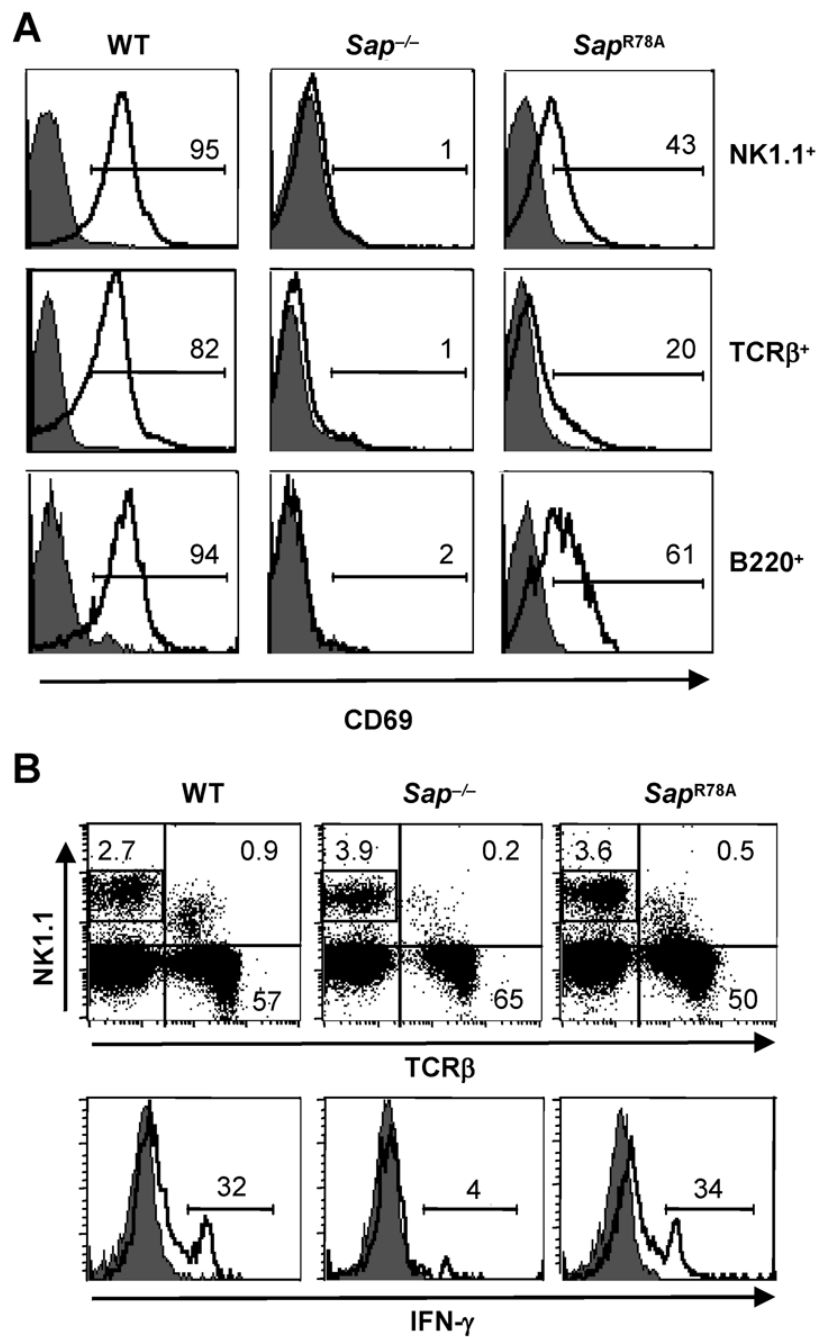 A
WT Sap–/– SapR78A
95 1 43 NK1.1+
82 1 20 TCRβ+
94 2 61 B220+
CD69
B
WT Sap–/– SapR78A
2.7 0.9 3.9 0.2 3.6 0.5
NK1.1
57 65 50
TCRβ
32 4 34
IFN-γ